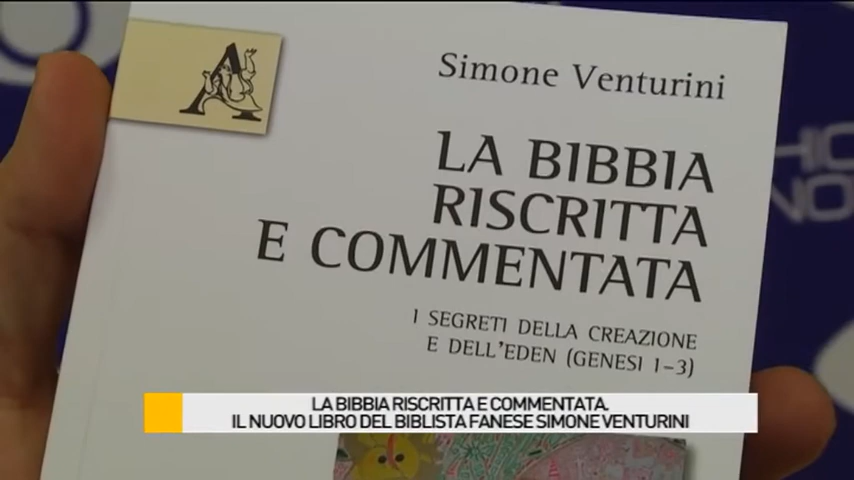 Simone Venturini
LA BIBBIA
RISCRITTA
E COMMENTATA
I SEGRETI DELLA CREAZIONE
E DELL'EDEN (GENESI 1-3)
LA BIBBIA RISCRITTA E COMMENTATA.
IL NUOVO LIBRO DEL BIBLISTA FANESE SIMONE VENTURINI